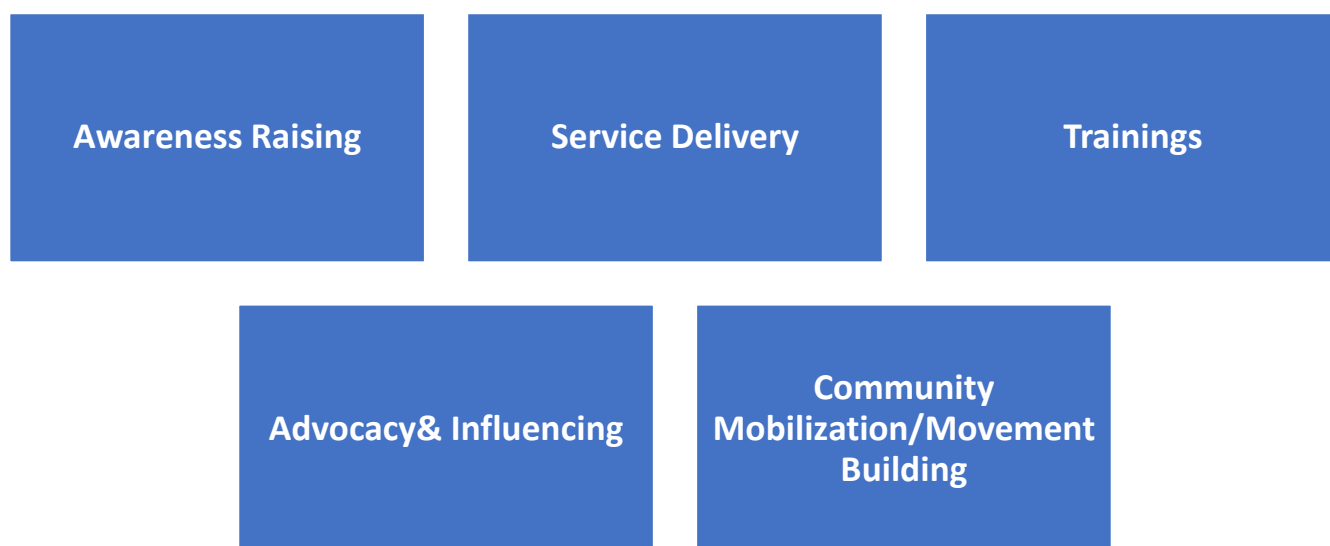 Awareness Raising
Service Delivery
Trainings
Advocacy& Influencing
Community
Mobilization/Movement
Building